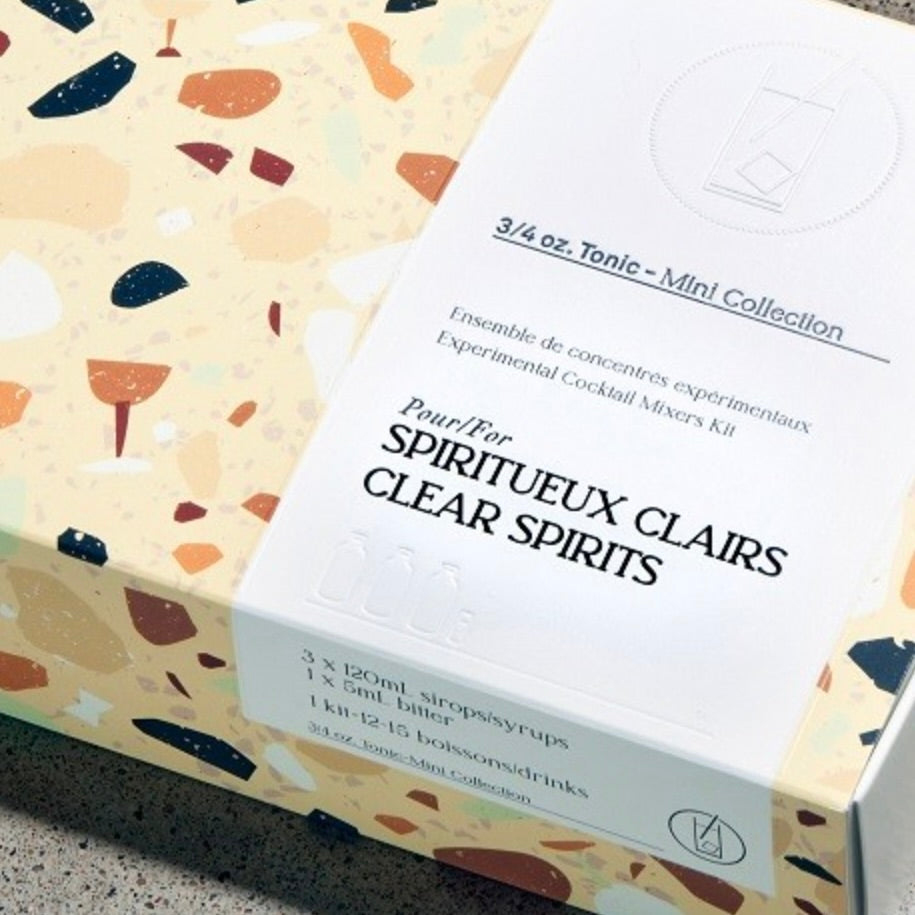 3/4 oz. Tonic - Mini Collection
Ensemble de concentrés expérimentaux
Experimental Cocktail Mixers Kit
Pour/For
SPIRITUEUX CLAIRS
CLEAR SPIRITS
3 x 120mL sirops/syrups
1 x 5mL bitter
1 kit-12-15 boissons/drinks
3/4 oz. Tonic-Mini Collection